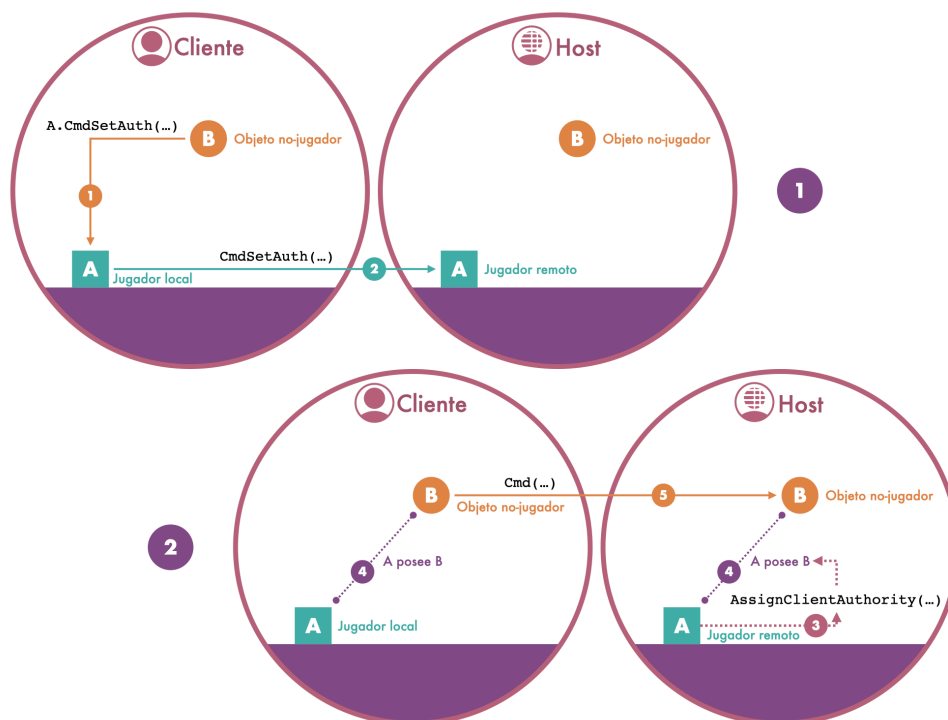 Cliente
Host
A.CmdSetAuth(…)
B
Objeto no-jugador
B
Objeto no-jugador
1
1
CmdSetAuth(…)
A
Jugador local
2
A
Jugador remoto
Cliente
Host
Cmd(…)
B
Objeto no-jugador
5
B
Objeto no-jugador
2
4
A posee B
4
A posee B
AssignClientAuthority(…)
A
Jugador local
A
Jugador remoto
3